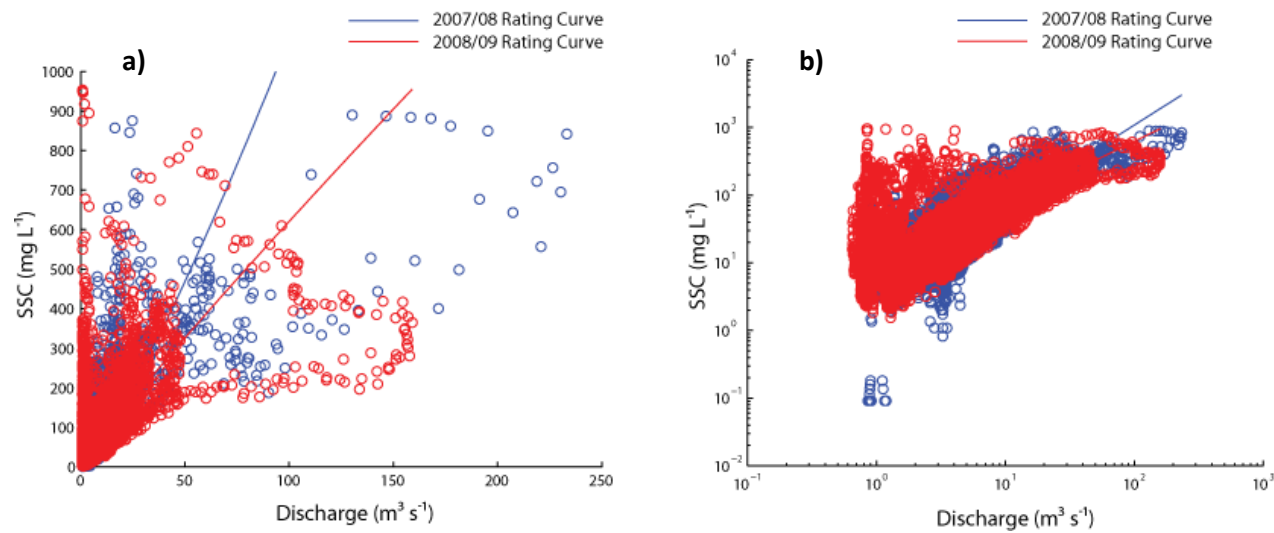 2007/08 Rating Curve
2008/09 Rating Curve
a)
1000
900
800
700
600
500
400
300
200
100
0
SSC (mg L⁻¹)
0 50 100 150 200 250
Discharge (m³ s⁻¹)
2007/08 Rating Curve
2008/09 Rating Curve
b)
10⁴
10³
10²
10¹
10⁰
10⁻¹
10⁻²
SSC (mg L⁻¹)
10⁻¹ 10⁰ 10¹ 10² 10³
Discharge (m³ s⁻¹)